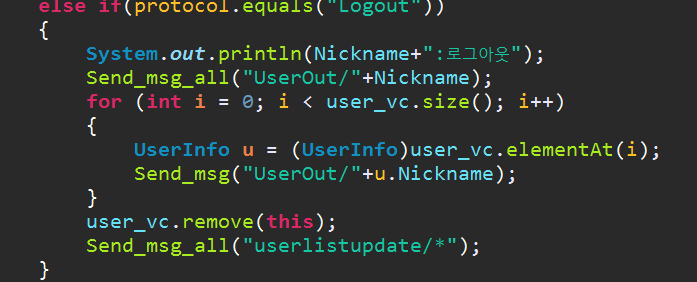 else if(protocol.equals("Logout"))
{
System.out.println(Nickname+":로그아웃");
Send_msg_all("UserOut/"+Nickname);
for (int i = 0; i < user_vc.size(); i++)
{
UserInfo u = (UserInfo)user_vc.elementAt(i);
Send_msg("UserOut/"+u.Nickname);
}
user_vc.remove(this);
Send_msg_all("userlistupdate/*");
}